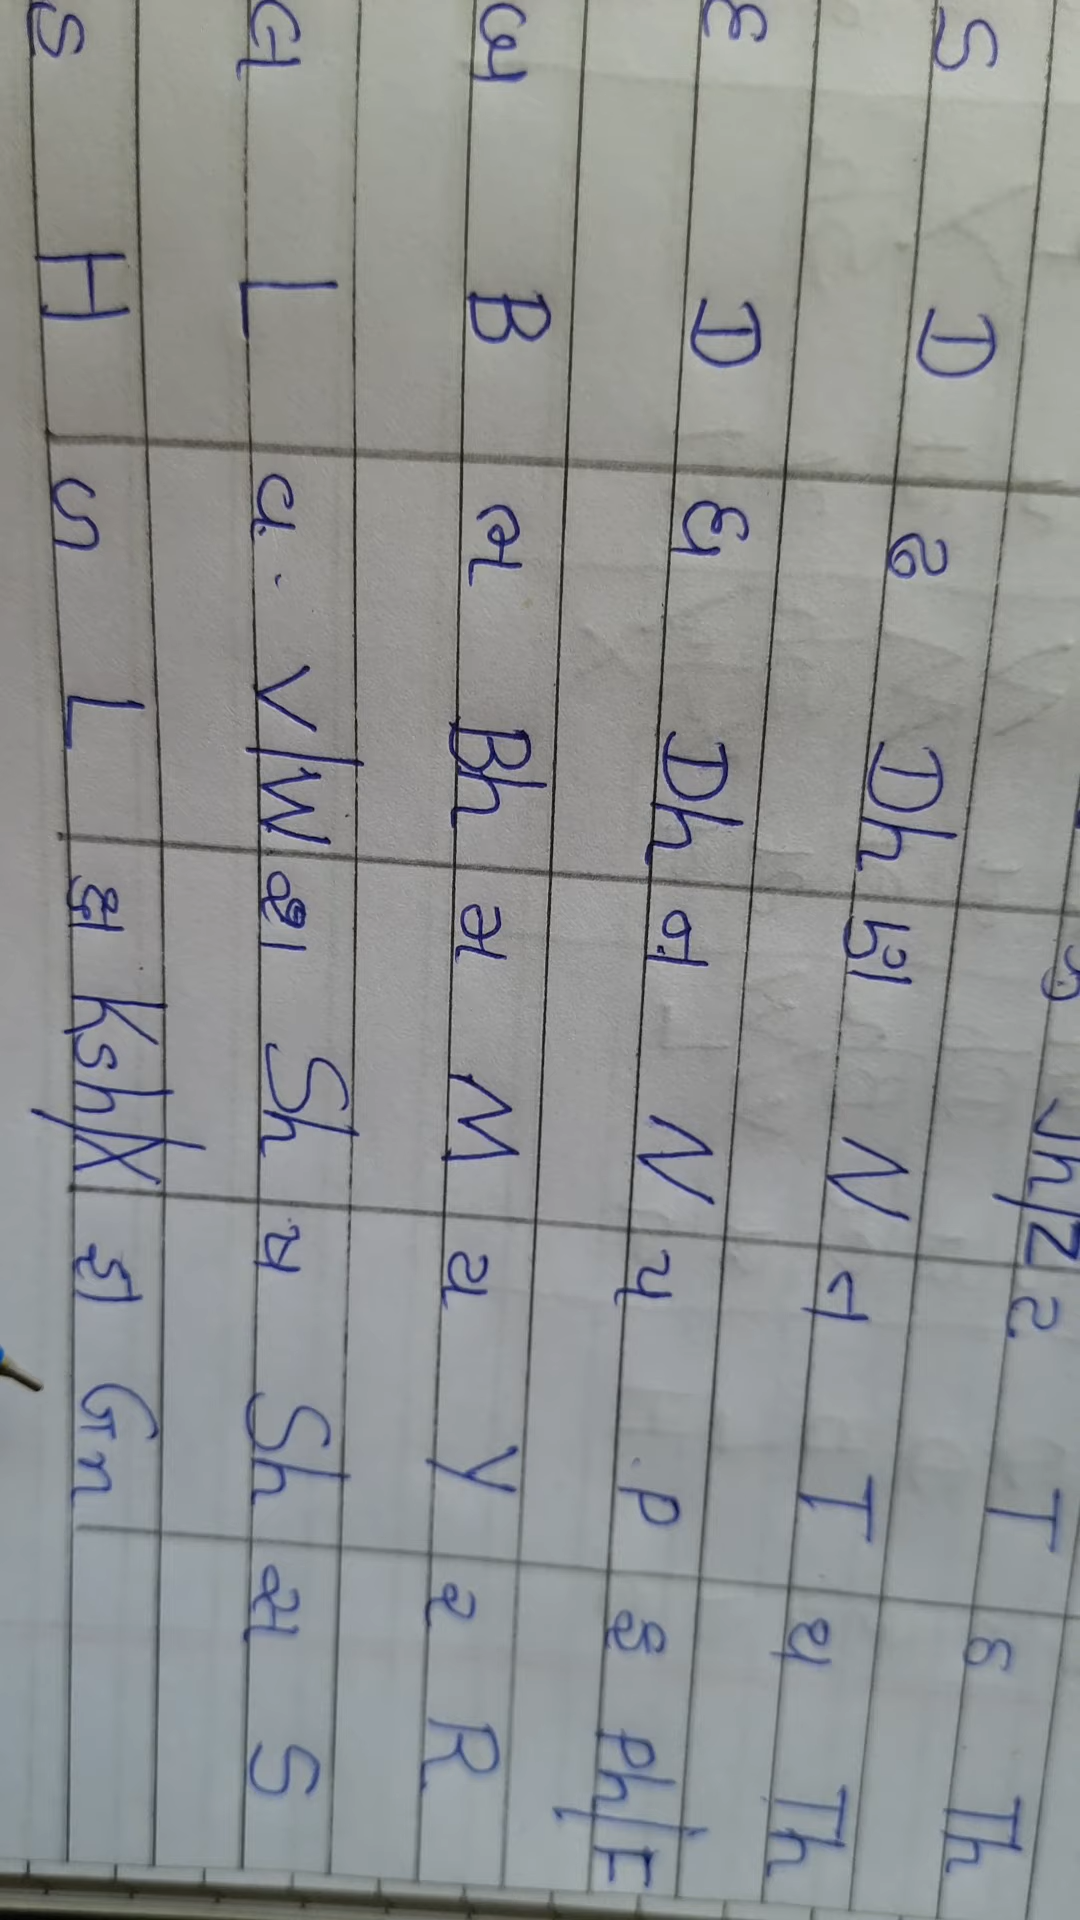 ઝ Jh/Z ટ T ઠ Th
ડ D ઢ Dh ણ N ત T થ Th
દ D ધ Dh ન N પ P ફ Ph/F
બ B ભ Bh મ M ય Y ર R
લ L વ V/W શ Sh ષ Sh સ S
હ H ળ L ક્ષ Ksh/X જ્ઞ Gn